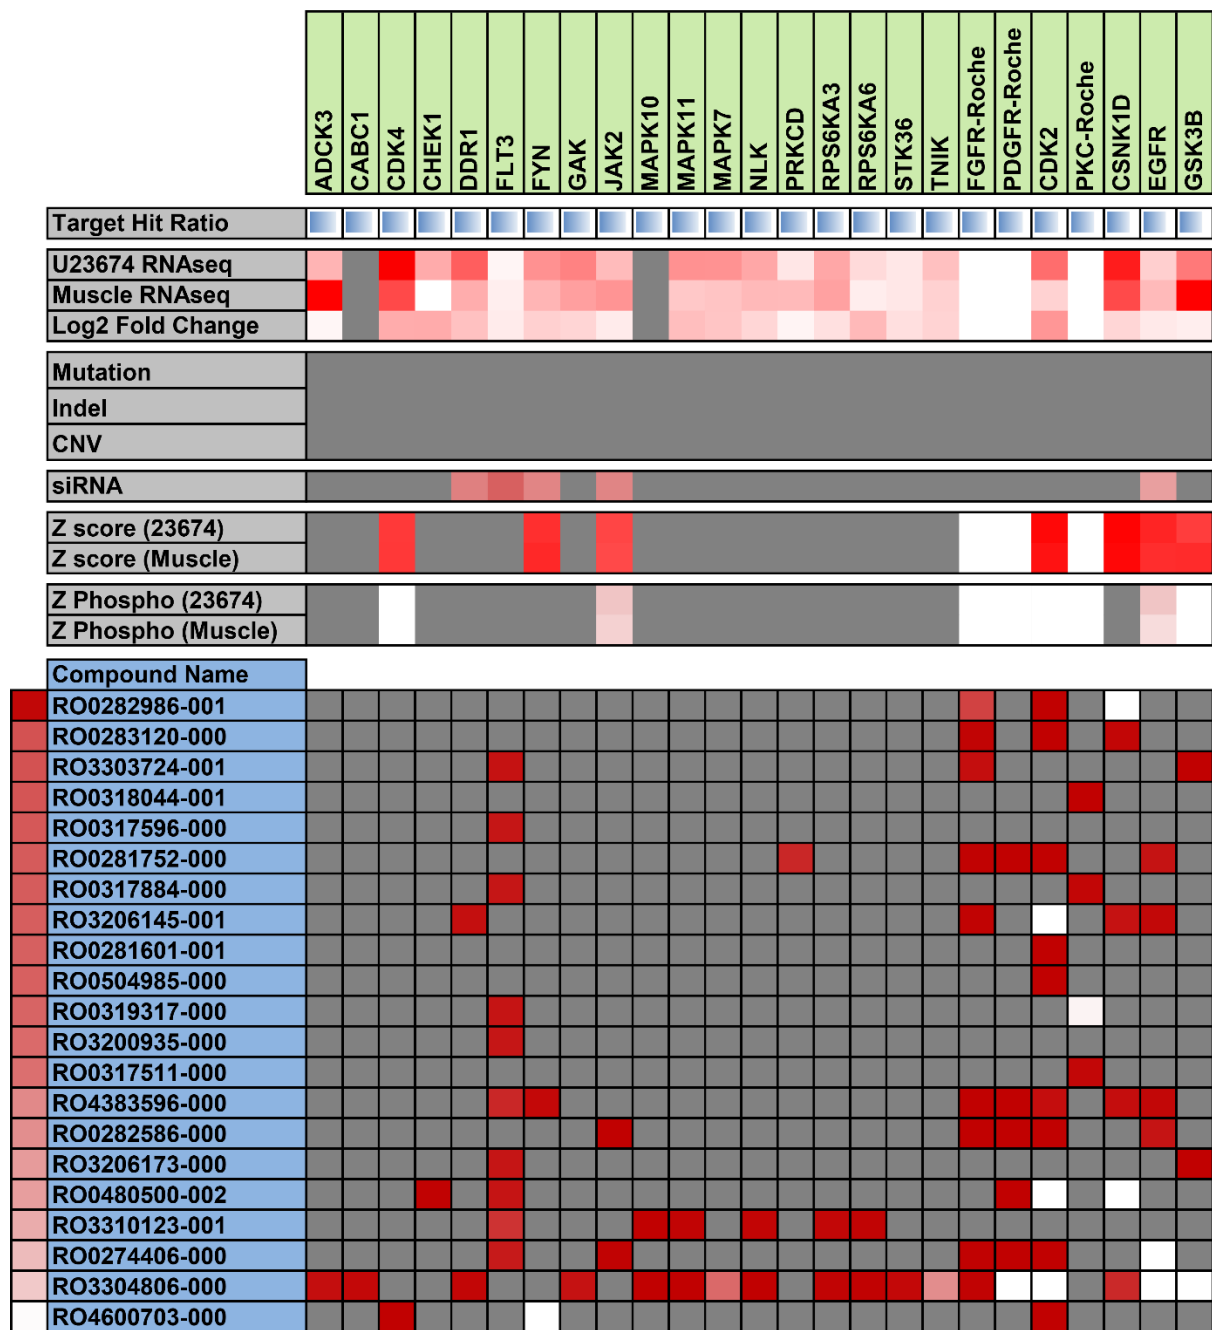 ADCK3
CABC1
CDK4
CHEK1
DDR1
FLT3
FYN
GAK
JAK2
MAPK10
MAPK11
MAPK7
NLK
PRKCD
RPS6KA3
RPS6KA6
STK36
TNIK
FGFR-Roche
PDGFR-Roche
CDK2
PKC-Roche
CSNK1D
EGFR
GSK3B
Target Hit Ratio
U23674 RNAseq
Muscle RNAseq
Log2 Fold Change
Mutation
Indel
CNV
siRNA
Z score (23674)
Z score (Muscle)
Z Phospho (23674)
Z Phospho (Muscle)
Compound Name
RO0282986-001
RO0283120-000
RO3303724-001
RO0318044-001
RO0317596-000
RO0281752-000
RO0317884-000
RO3206145-001
RO0281601-001
RO0504985-000
RO0319317-000
RO3200935-000
RO0317511-000
RO4383596-000
RO0282586-000
RO3206173-000
RO0480500-002
RO3310123-001
RO0274406-000
RO3304806-000
RO4600703-000